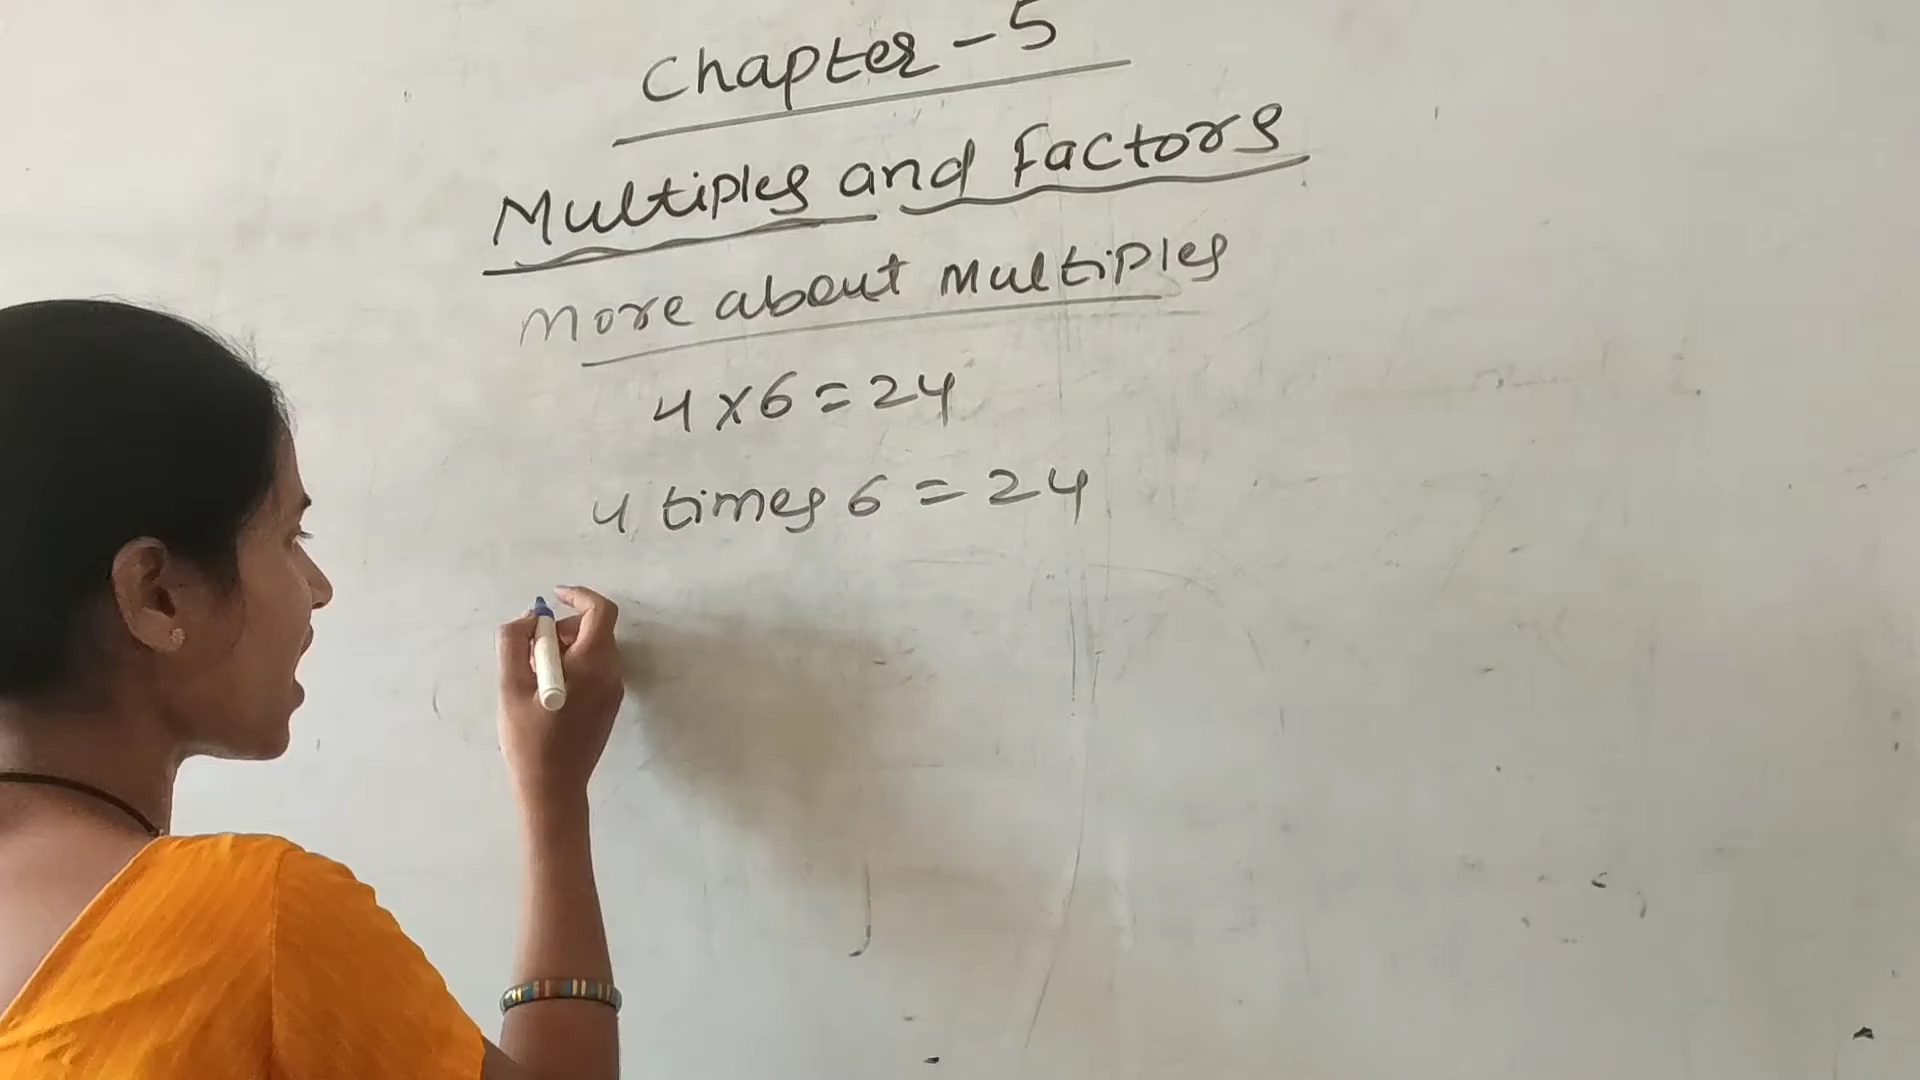 Chapter - 5
Multiples and Factors
More about Multiples
4 x 6 = 24
4 times 6 = 24